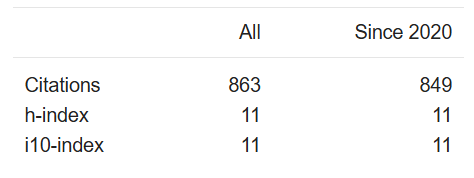 All Since 2020
Citations 863 849
h-index 11 11
i10-index 11 11